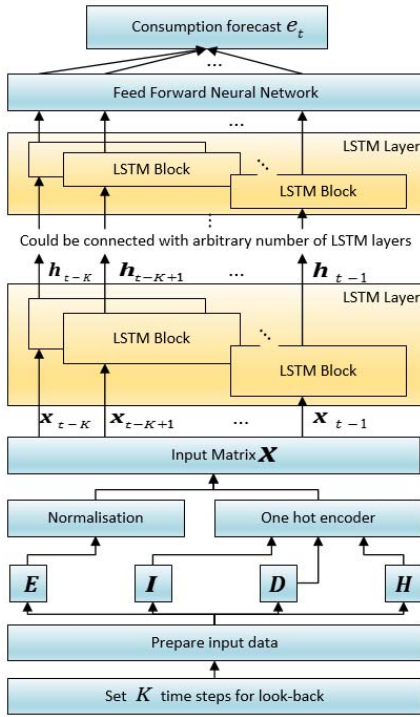 Consumption forecast e_t
...
Feed Forward Neural Network
...
LSTM Layer
LSTM Block
LSTM Block
Could be connected with arbitrary number of LSTM layers
h_{t-K} h_{t-K+1} ... h_{t-1}
LSTM Layer
LSTM Block
LSTM Block
x_{t-K} x_{t-K+1} ... x_{t-1}
Input Matrix X
Normalisation One hot encoder
E I D H
Prepare input data
Set K time steps for look-back